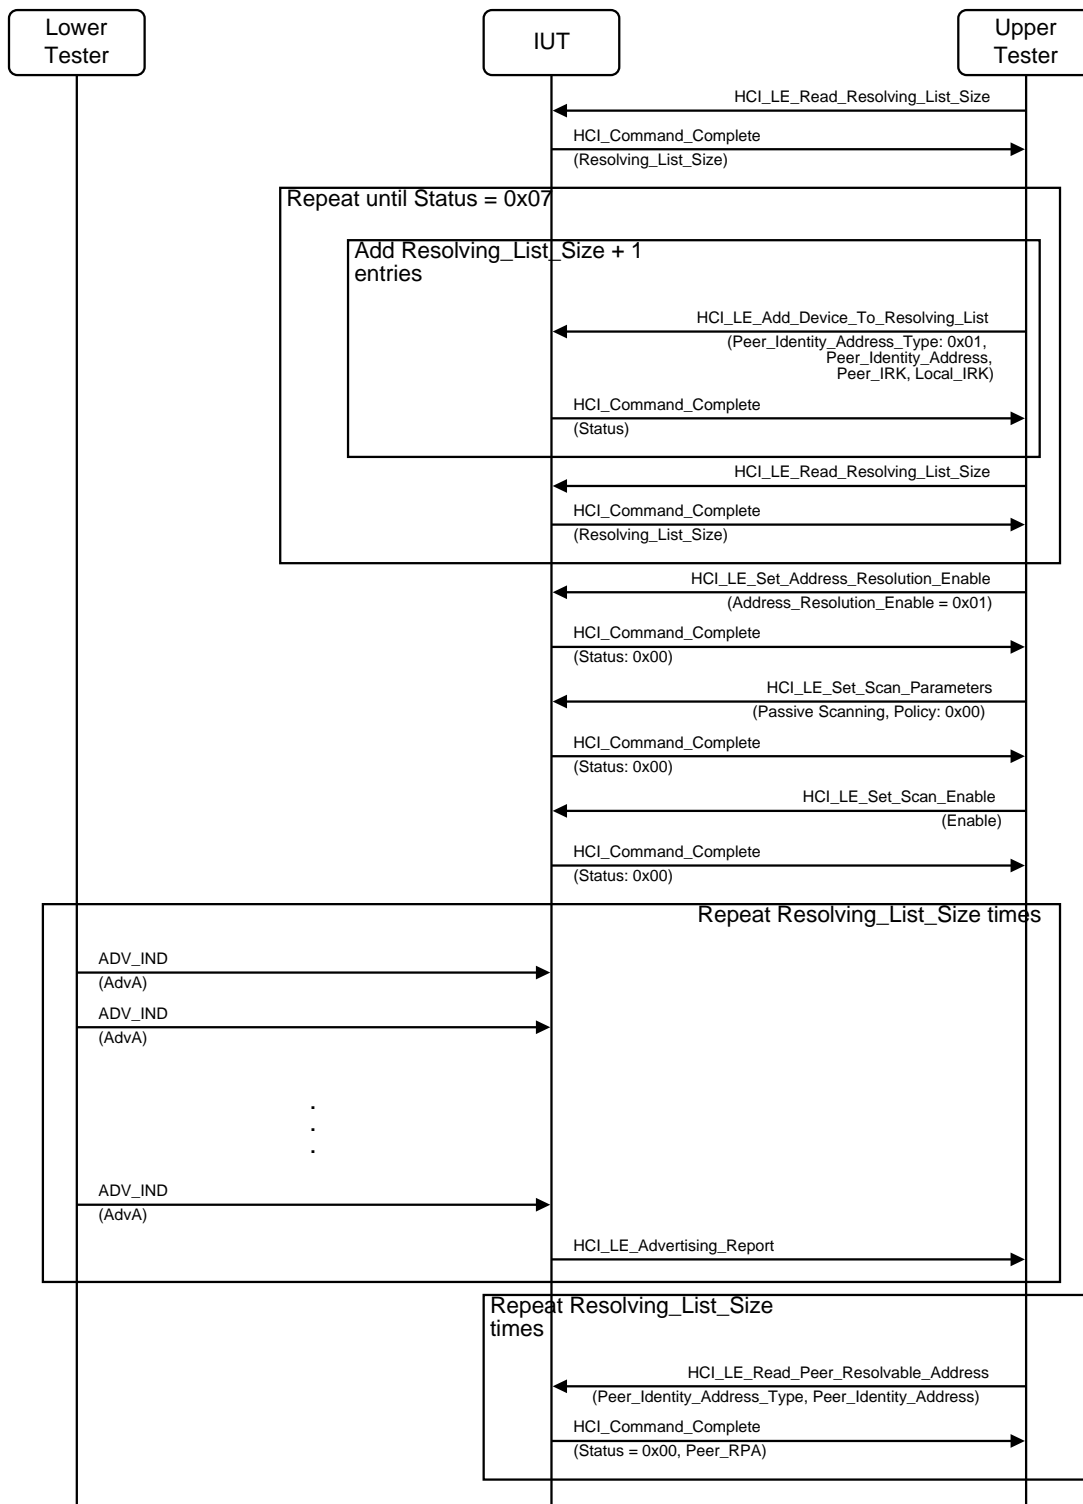 Lower
Tester
IUT
Upper
Tester
HCI_LE_Read_Resolving_List_Size
HCI_Command_Complete
(Resolving_List_Size)
Repeat until Status = 0x07
Add Resolving_List_Size + 1
entries
HCI_LE_Add_Device_To_Resolving_List
(Peer_Identity_Address_Type: 0x01,
Peer_Identity_Address,
Peer_IRK, Local_IRK)
HCI_Command_Complete
(Status)
HCI_LE_Read_Resolving_List_Size
HCI_Command_Complete
(Resolving_List_Size)
HCI_LE_Set_Address_Resolution_Enable
(Address_Resolution_Enable = 0x01)
HCI_Command_Complete
(Status: 0x00)
HCI_LE_Set_Scan_Parameters
(Passive Scanning, Policy: 0x00)
HCI_Command_Complete
(Status: 0x00)
HCI_LE_Set_Scan_Enable
(Enable)
HCI_Command_Complete
(Status: 0x00)
Repeat Resolving_List_Size times
ADV_IND
(AdvA)
ADV_IND
(AdvA)
.
.
.
ADV_IND
(AdvA)
HCI_LE_Advertising_Report
Repeat Resolving_List_Size
times
HCI_LE_Read_Peer_Resolvable_Address
(Peer_Identity_Address_Type, Peer_Identity_Address)
HCI_Command_Complete
(Status = 0x00, Peer_RPA)